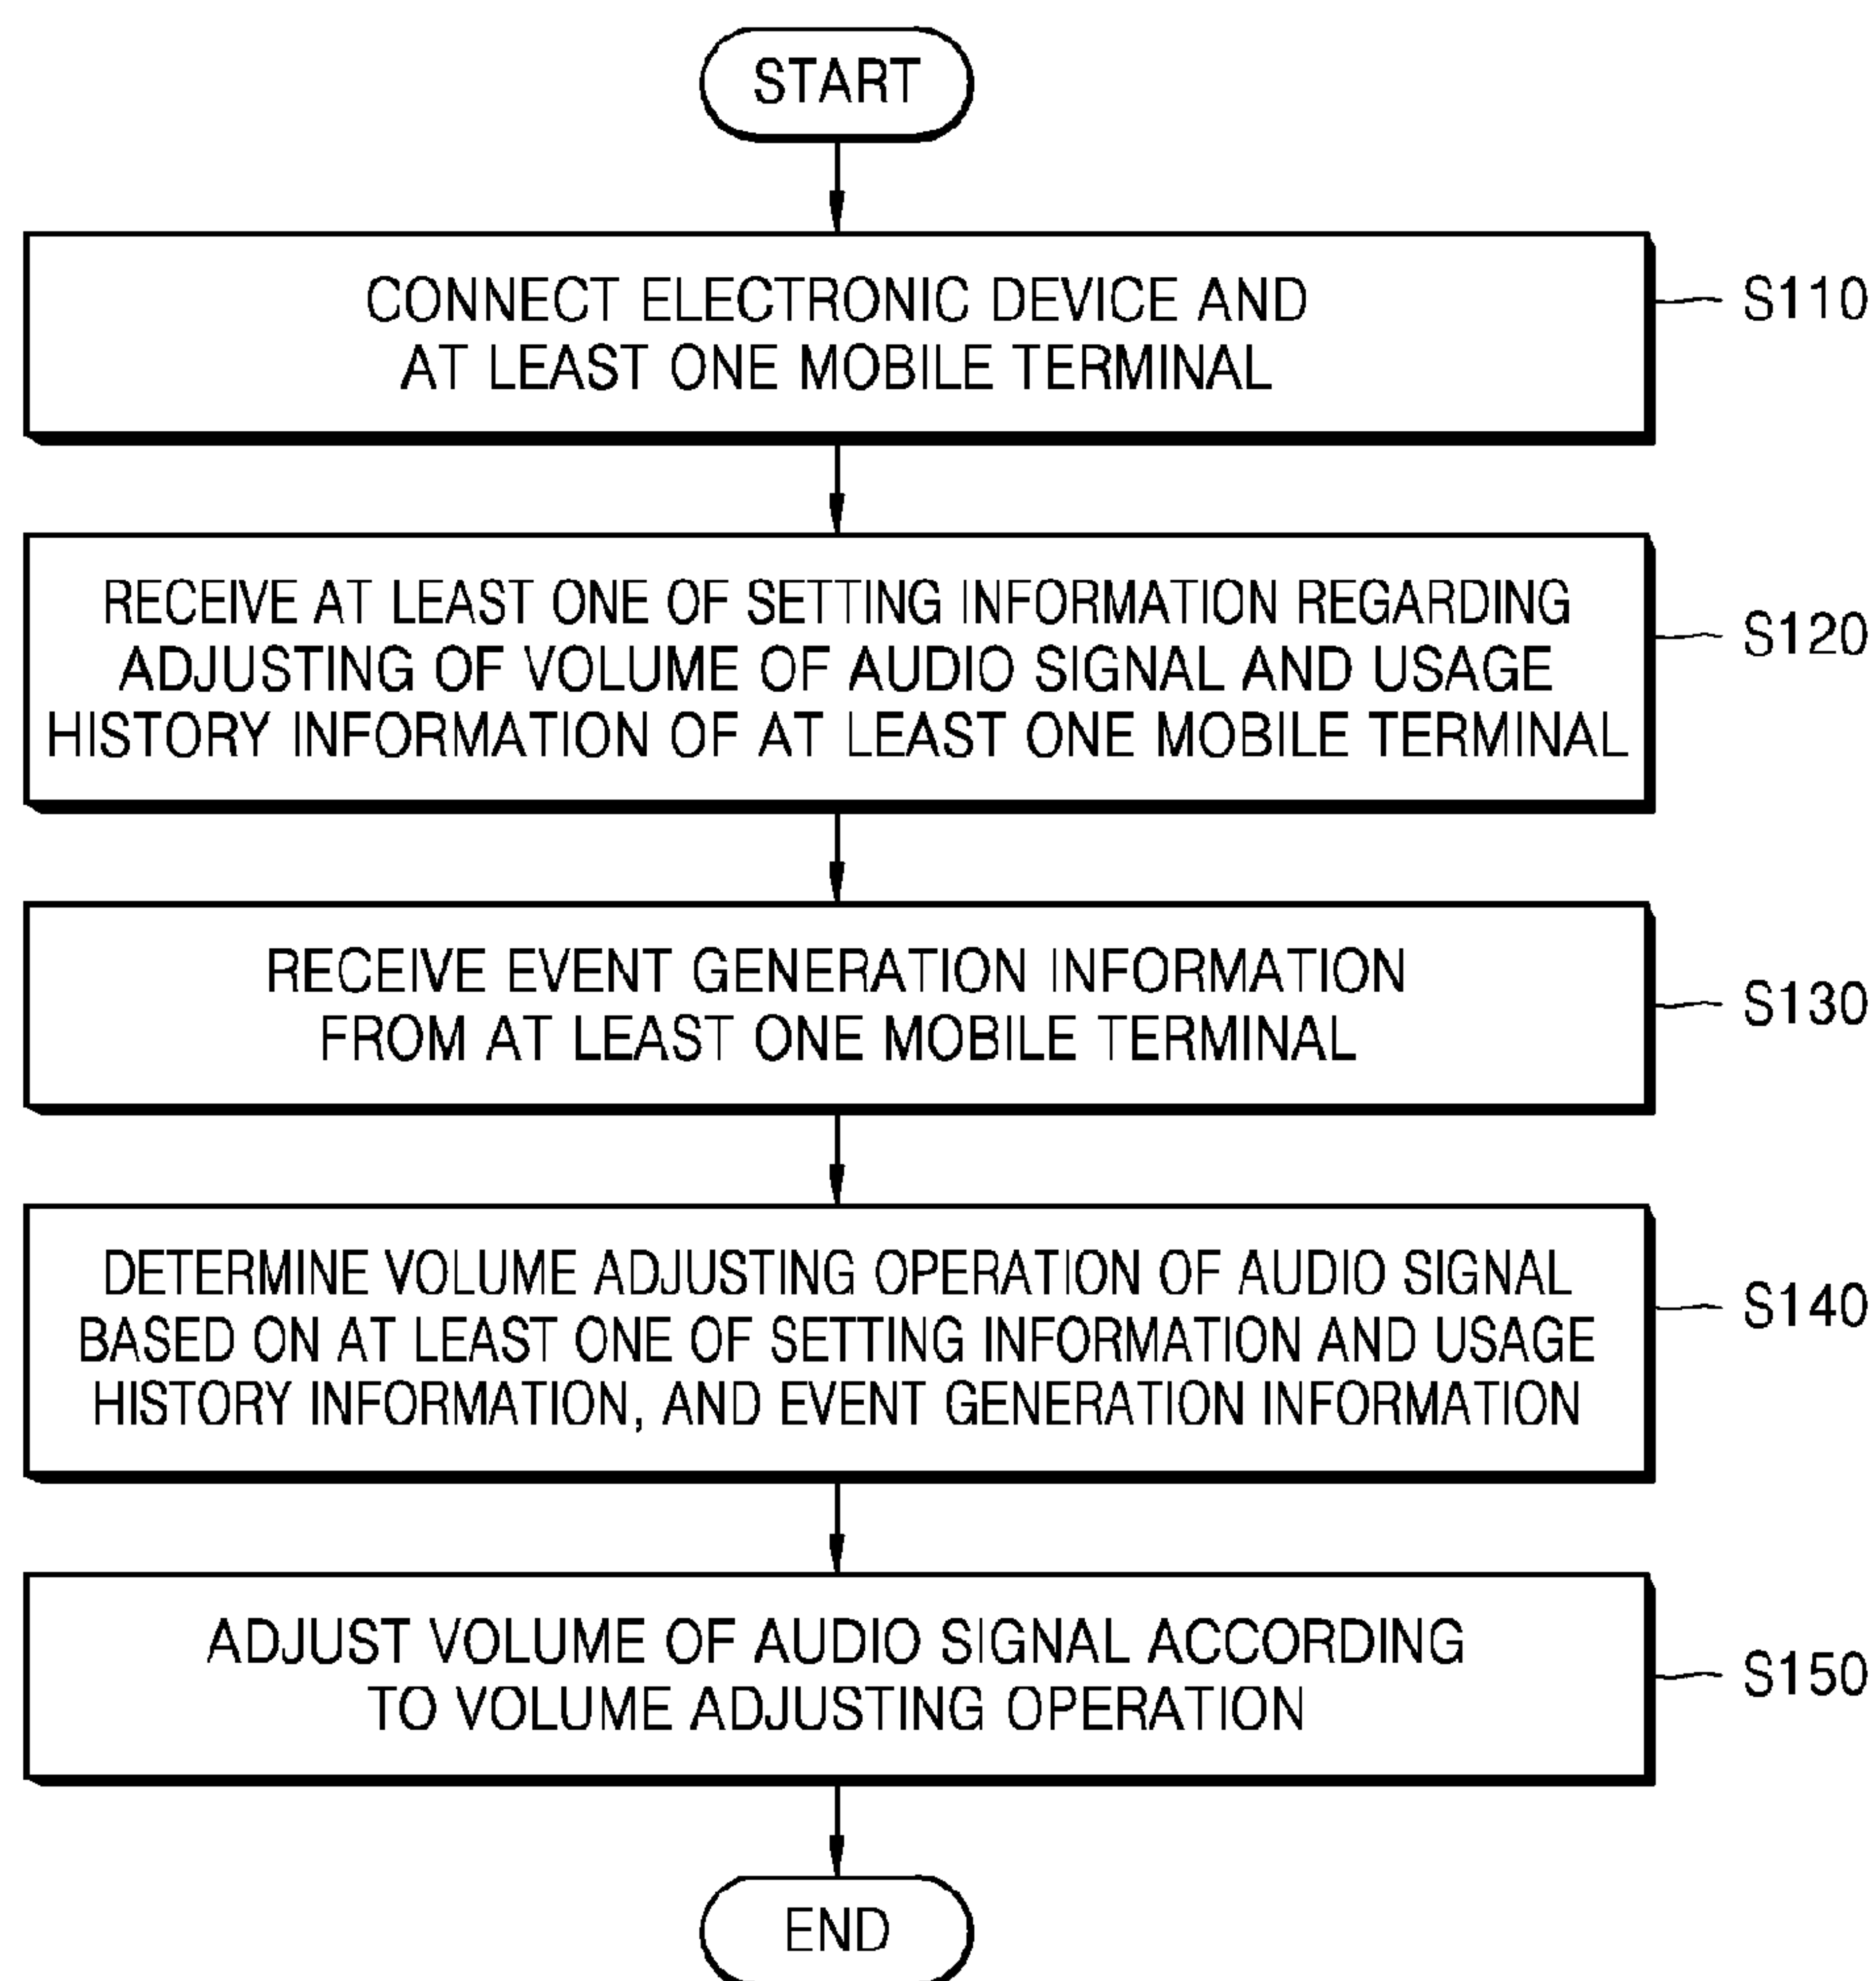 START
CONNECT ELECTRONIC DEVICE AND
AT LEAST ONE MOBILE TERMINAL
S110
RECEIVE AT LEAST ONE OF SETTING INFORMATION REGARDING
ADJUSTING OF VOLUME OF AUDIO SIGNAL AND USAGE
HISTORY INFORMATION OF AT LEAST ONE MOBILE TERMINAL
S120
RECEIVE EVENT GENERATION INFORMATION
FROM AT LEAST ONE MOBILE TERMINAL
S130
DETERMINE VOLUME ADJUSTING OPERATION OF AUDIO SIGNAL
BASED ON AT LEAST ONE OF SETTING INFORMATION AND USAGE
HISTORY INFORMATION, AND EVENT GENERATION INFORMATION
S140
ADJUST VOLUME OF AUDIO SIGNAL ACCORDING
TO VOLUME ADJUSTING OPERATION
S150
END